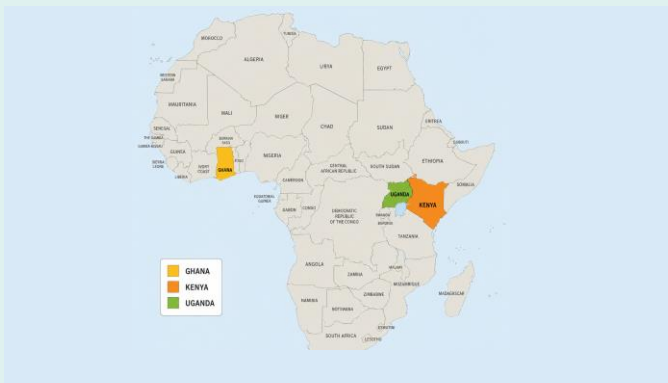 TUNISIA
MOROCCO
ALGERIA
LIBYA
EGYPT
WESTERN
SAHARA
MAURITANIA
MALI
NIGER
CHAD
SUDAN
ERITREA
SENEGAL
THE GAMBIA
GUINEA-BISSAU
GUINEA
SIERRA
LEONE
LIBERIA
IVORY
COAST
BURKINA
FASO
GHANA
TOGO
NIGERIA
CAMEROON
CENTRAL
AFRICAN REPUBLIC
SOUTH SUDAN
ETHIOPIA
DJIBOUTI
SOMALIA
EQUATORIAL
GUINEA
GABON
CONGO
DEMOCRATIC
REPUBLIC
OF THE CONGO
UGANDA
KENYA
RWANDA
BURUNDI
TANZANIA
ANGOLA
ZAMBIA
MALAWI
MOZAMBIQUE
ZIMBABWE
NAMIBIA
BOTSWANA
MADAGASCAR
SOUTH AFRICA
LESOTHO
GHANA
KENYA
UGANDA